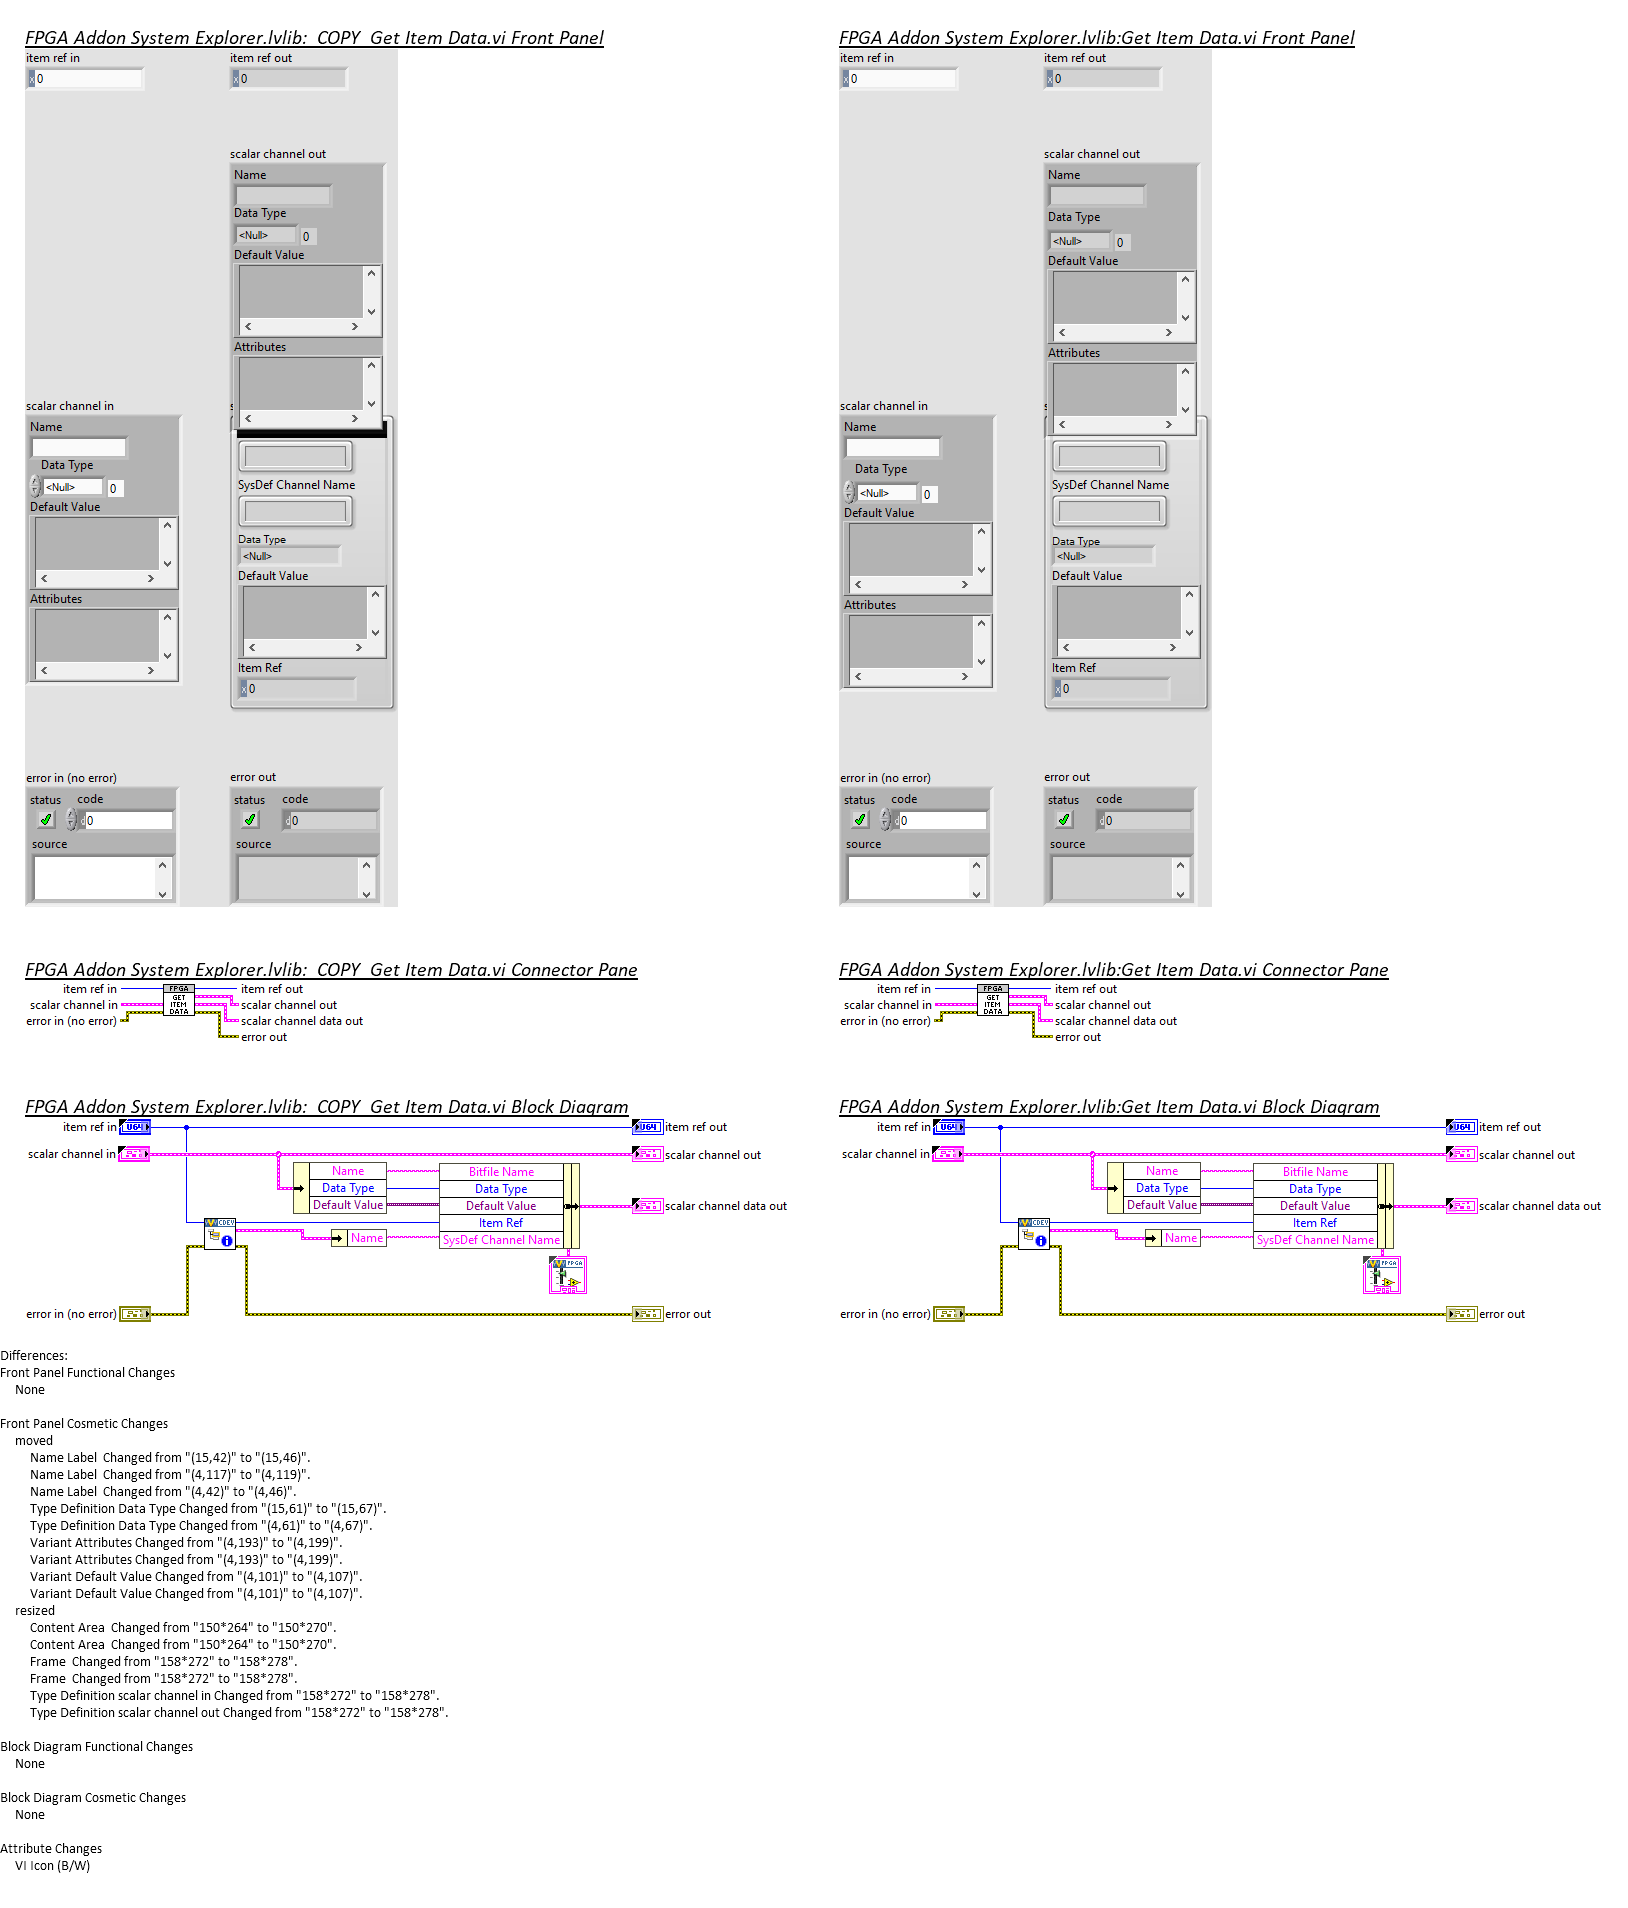 FPGA Addon System Explorer.lvlib:  COPY  Get Item Data.vi Front Panel
item ref in
item ref out
x 0
x 0
scalar channel out
Name
Data Type
<Null> 0
Default Value
Attributes
scalar channel in
s
Name
Data Type
<Null> 0
SysDef Channel Name
Default Value
Data Type
<Null>
Default Value
Attributes
Item Ref
x 0
error in (no error)
error out
status code
status code
d 0
d 0
source
source
FPGA Addon System Explorer.lvlib:Get Item Data.vi Front Panel
item ref in
item ref out
x 0
x 0
scalar channel out
Name
Data Type
<Null> 0
Default Value
Attributes
scalar channel in
s
Name
Data Type
<Null> 0
SysDef Channel Name
Default Value
Data Type
<Null>
Default Value
Attributes
Item Ref
x 0
error in (no error)
error out
status code
status code
d 0
d 0
source
source
FPGA Addon System Explorer.lvlib:  COPY  Get Item Data.vi Connector Pane
item ref in
FPGA
GET
ITEM
DATA
item ref out
scalar channel in
scalar channel out
error in (no error)
scalar channel data out
error out
FPGA Addon System Explorer.lvlib:Get Item Data.vi Connector Pane
item ref in
FPGA
GET
ITEM
DATA
item ref out
scalar channel in
scalar channel out
error in (no error)
scalar channel data out
error out
FPGA Addon System Explorer.lvlib:  COPY  Get Item Data.vi Block Diagram
item ref in
U64
U64
item ref out
scalar channel in
scalar channel out
Name
Data Type
Default Value
Bitfile Name
Data Type
Default Value
Item Ref
SysDef Channel Name
scalar channel data out
CDEV
Name
FPGA
error in (no error)
error out
FPGA Addon System Explorer.lvlib:Get Item Data.vi Block Diagram
item ref in
U64
U64
item ref out
scalar channel in
scalar channel out
Name
Data Type
Default Value
Bitfile Name
Data Type
Default Value
Item Ref
SysDef Channel Name
scalar channel data out
CDEV
Name
FPGA
error in (no error)
error out
Differences:
Front Panel Functional Changes
None
Front Panel Cosmetic Changes
moved
Name Label  Changed from "(15,42)" to "(15,46)".
Name Label  Changed from "(4,117)" to "(4,119)".
Name Label  Changed from "(4,42)" to "(4,46)".
Type Definition Data Type Changed from "(15,61)" to "(15,67)".
Type Definition Data Type Changed from "(4,61)" to "(4,67)".
Variant Attributes Changed from "(4,193)" to "(4,199)".
Variant Attributes Changed from "(4,193)" to "(4,199)".
Variant Default Value Changed from "(4,101)" to "(4,107)".
Variant Default Value Changed from "(4,101)" to "(4,107)".
resized
Content Area  Changed from "150*264" to "150*270".
Content Area  Changed from "150*264" to "150*270".
Frame  Changed from "158*272" to "158*278".
Frame  Changed from "158*272" to "158*278".
Type Definition scalar channel in Changed from "158*272" to "158*278".
Type Definition scalar channel out Changed from "158*272" to "158*278".
Block Diagram Functional Changes
None
Block Diagram Cosmetic Changes
None
Attribute Changes
VI Icon (B/W)